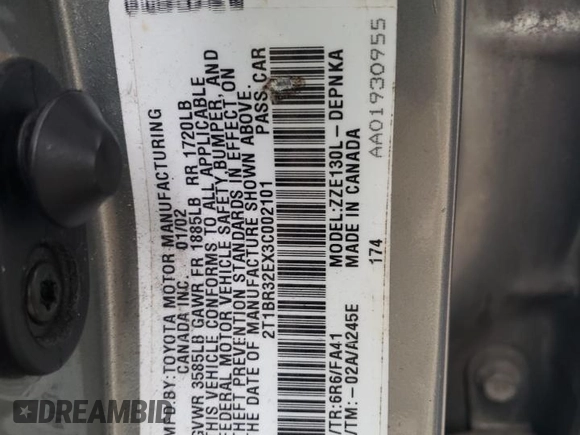 MFD.BY:TOYOTA MOTOR MANUFACTURING
CANADA INC. 01/02
GVWR 3585LB GAWR FR 1885LB RR 1720LB
THIS VEHICLE CONFORMS TO ALL APPLICABLE
FEDERAL MOTOR VEHICLE SAFETY, BUMPER, AND
THEFT PREVENTION STANDARDS IN EFFECT ON
THE DATE OF MANUFACTURE SHOWN ABOVE.
2T1BR32EX3C002101 PASS.CAR
C/TR:6R6/FA41 MODEL:ZZE130L-DEPNKA
A/TM:-02A/A245E MADE IN CANADA
174
AA01930955
DIRECT.CARS